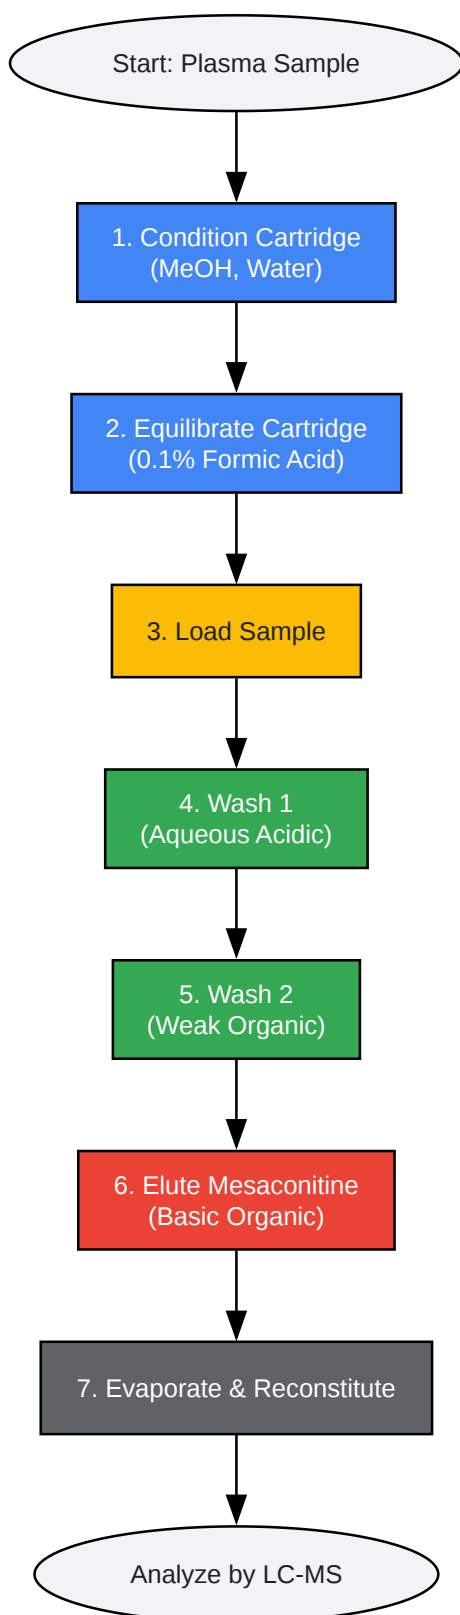 Start: Plasma Sample
1. Condition Cartridge
(MeOH, Water)
2. Equilibrate Cartridge
(0.1% Formic Acid)
3. Load Sample
4. Wash 1
(Aqueous Acidic)
5. Wash 2
(Weak Organic)
6. Elute Mesaconitine
(Basic Organic)
7. Evaporate & Reconstitute
Analyze by LC-MS